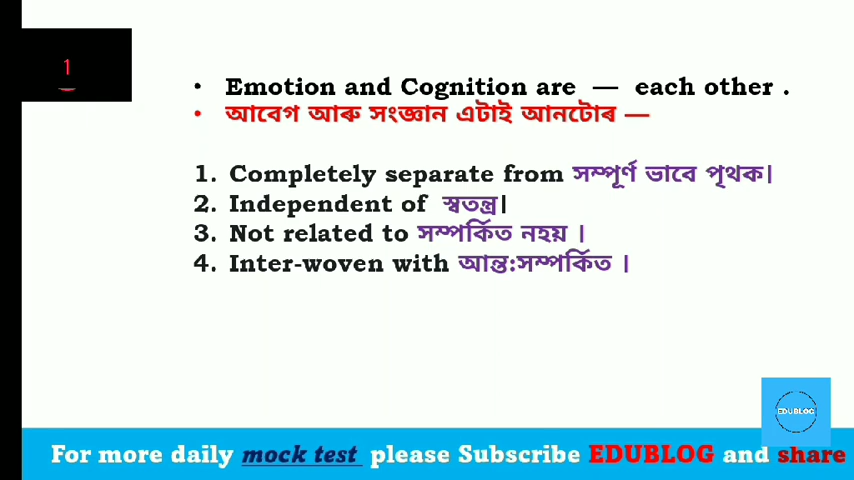 1
• Emotion and Cognition are — each other .
• আবেগ আৰু সংজ্ঞান এটাই আনটোৰ —
1. Completely separate from সম্পূৰ্ণ ভাবে পৃথক|
2. Independent of স্বতন্ত্ৰ|
3. Not related to সম্পৰ্কিত নহয় |
4. Inter-woven with আন্ত:সম্পৰ্কিত |
EDUBLOG
For more daily mock test please Subscribe EDUBLOG and share